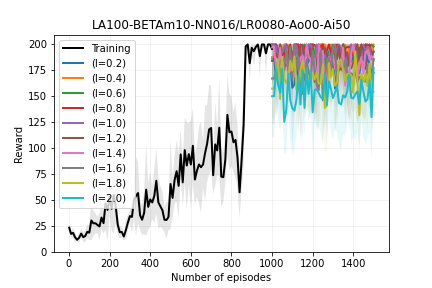 LA100-BETAm10-NN016/LR0080-Ao00-Ai50
Reward
200
175
150
125
100
75
50
25
0
Training
(l=0.2)
(l=0.4)
(l=0.6)
(l=0.8)
(l=1.0)
(l=1.2)
(l=1.4)
(l=1.6)
(l=1.8)
(l=2.0)
0 200 400 600 800 1000 1200 1400
Number of episodes